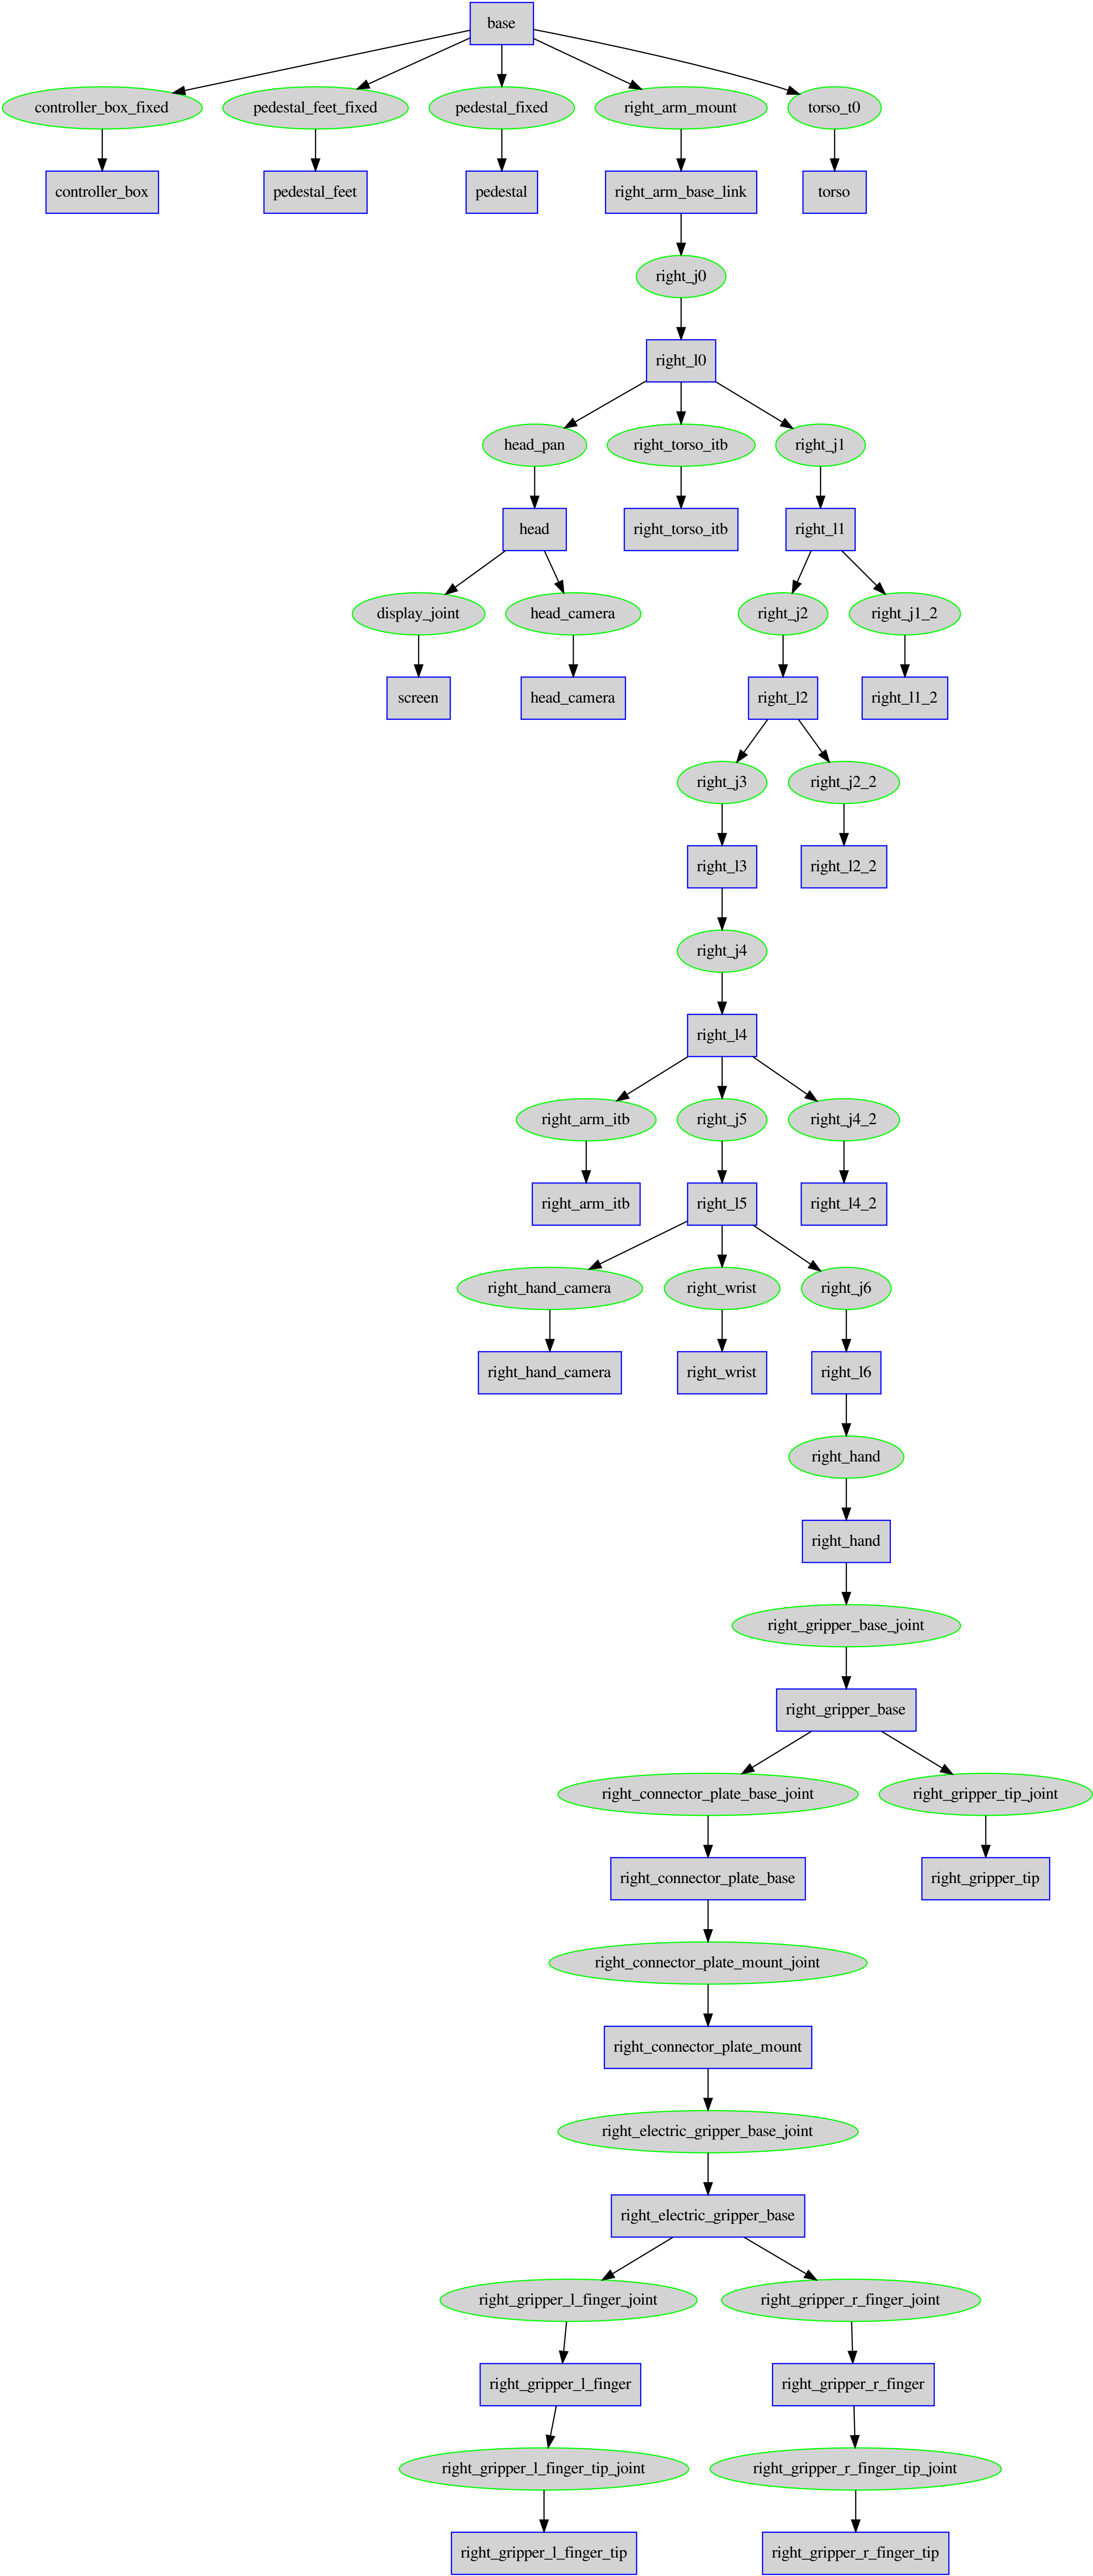 base
controller_box_fixed
pedestal_feet_fixed
pedestal_fixed
right_arm_mount
torso_t0
controller_box
pedestal_feet
pedestal
right_arm_base_link
torso
right_j0
right_l0
head_pan
right_torso_itb
right_j1
head
right_torso_itb
right_l1
display_joint
head_camera
right_j2
right_j1_2
screen
head_camera
right_l2
right_l1_2
right_j3
right_j2_2
right_l3
right_l2_2
right_j4
right_l4
right_arm_itb
right_j5
right_j4_2
right_arm_itb
right_l5
right_l4_2
right_hand_camera
right_wrist
right_j6
right_hand_camera
right_wrist
right_l6
right_hand
right_hand
right_gripper_base_joint
right_gripper_base
right_connector_plate_base_joint
right_gripper_tip_joint
right_connector_plate_base
right_gripper_tip
right_connector_plate_mount_joint
right_connector_plate_mount
right_electric_gripper_base_joint
right_electric_gripper_base
right_gripper_l_finger_joint
right_gripper_r_finger_joint
right_gripper_l_finger
right_gripper_r_finger
right_gripper_l_finger_tip_joint
right_gripper_r_finger_tip_joint
right_gripper_l_finger_tip
right_gripper_r_finger_tip